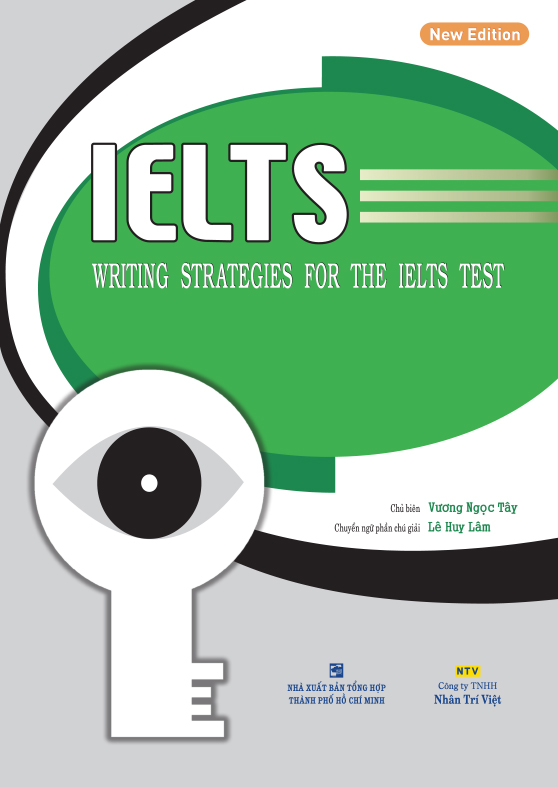 New Edition
IELTS
WRITING STRATEGIES FOR THE IELTS TEST
Chủ biên Vương Ngọc Tây
Chuyển ngữ phần chú giải Lê Huy Lâm
NTV
NHÀ XUẤT BẢN TỔNG HỢP
THÀNH PHỐ HỒ CHÍ MINH
Công ty TNHH
Nhân Trí Việt